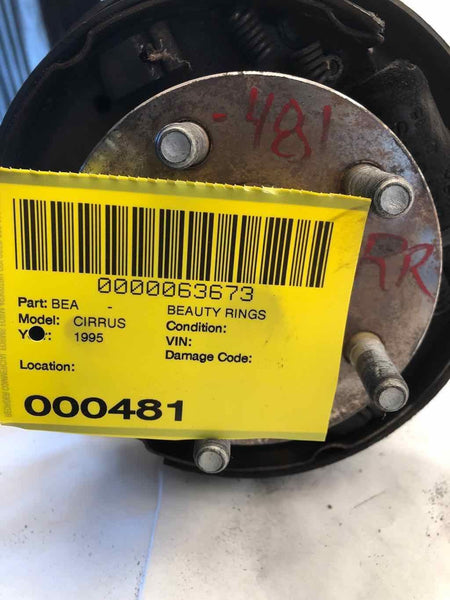 -481
RR
0000063673
Part: BEA - BEAUTY RINGS
Model: CIRRUS Condition:
Y  : 1995 VIN:
Damage Code:
Location:
000481